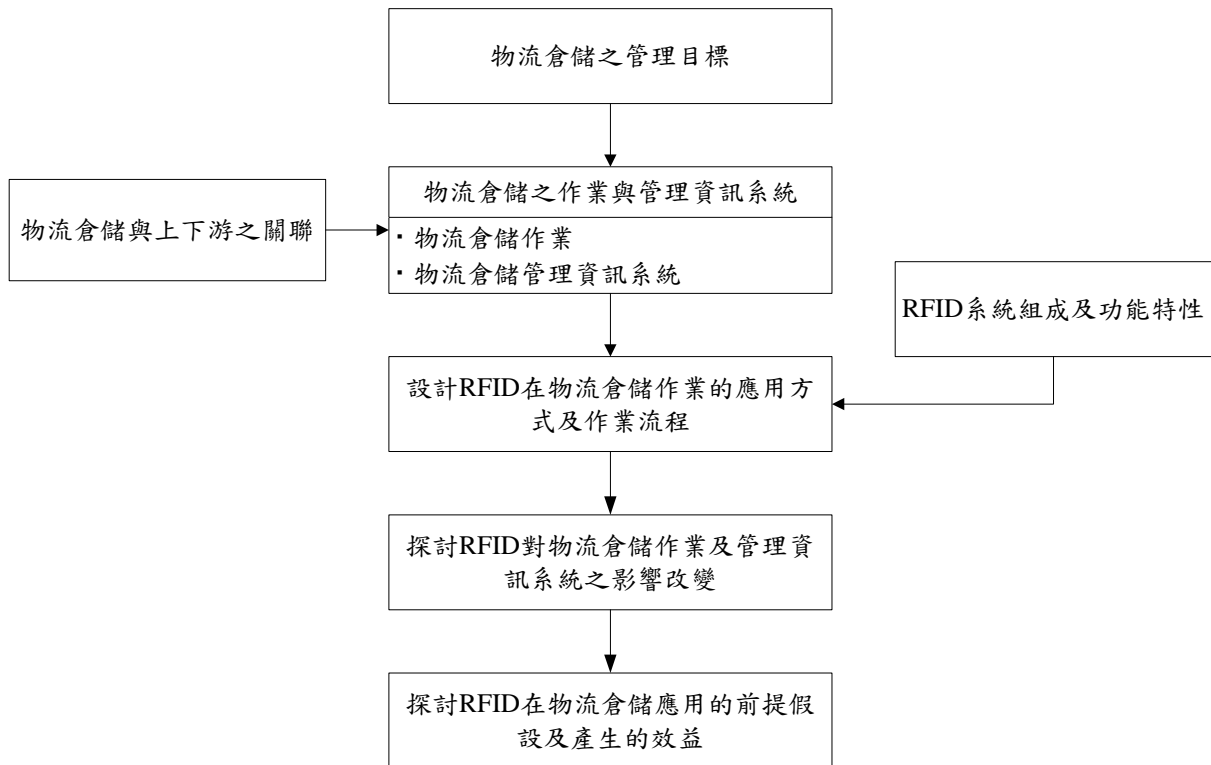 物流倉儲之管理目標
物流倉儲之作業與管理資訊系統
物流倉儲與上下游之關聯
・物流倉儲作業
・物流倉儲管理資訊系統
RFID系統組成及功能特性
設計RFID在物流倉儲作業的應用方
式及作業流程
探討RFID對物流倉儲作業及管理資
訊系統之影響改變
探討RFID在物流倉儲應用的前提假
設及產生的效益